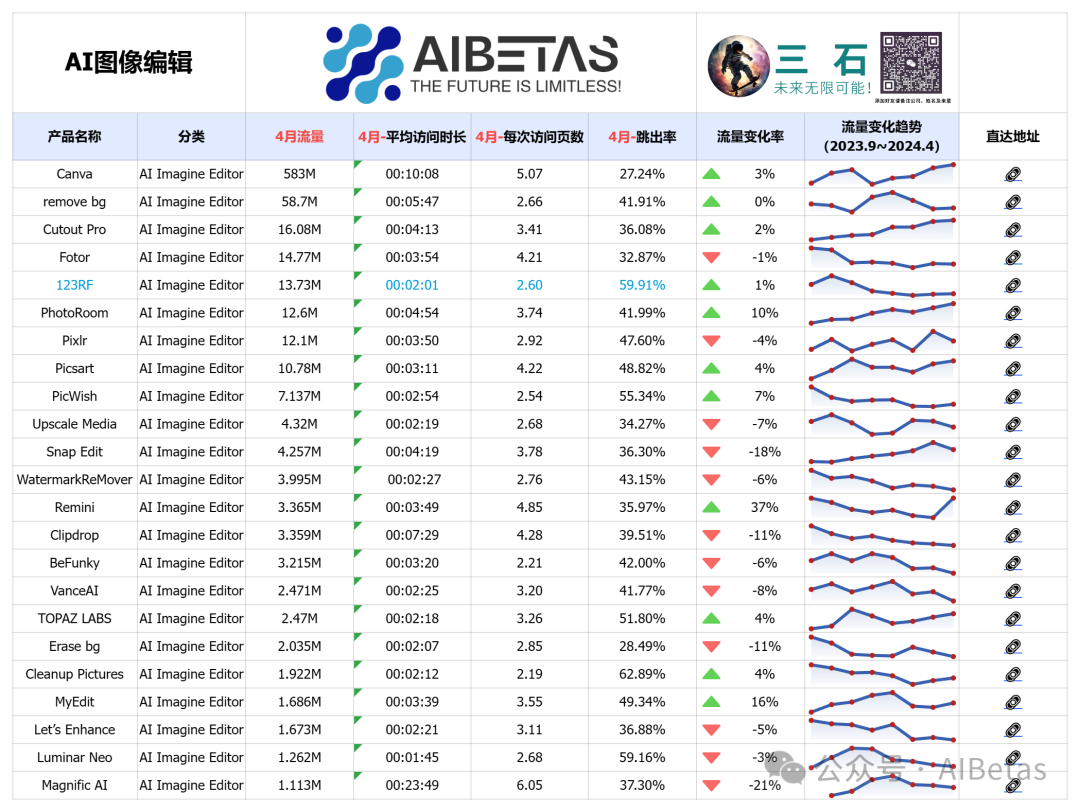 AI图像编辑
AIBETAS
THE FUTURE IS LIMITLESS!
三 石
未来无限可能！
添加好友请备注公司、姓名及来意
产品名称 分类 4月流量 4月-平均访问时长 4月-每次访问页数 4月-跳出率 流量变化率 流量变化趋势 直达地址
(2023.9~2024.4)
Canva AI Imagine Editor 583M 00:10:08 5.07 27.24% 3%
remove bg AI Imagine Editor 58.7M 00:05:47 2.66 41.91% 0%
Cutout Pro AI Imagine Editor 16.08M 00:04:13 3.41 36.08% 2%
Fotor AI Imagine Editor 14.77M 00:03:54 4.21 32.87% -1%
123RF AI Imagine Editor 13.73M 00:02:01 2.60 59.91% 1%
PhotoRoom AI Imagine Editor 12.6M 00:04:54 3.74 41.99% 10%
Pixlr AI Imagine Editor 12.1M 00:03:50 2.92 47.60% -4%
Picsart AI Imagine Editor 10.78M 00:03:11 4.22 48.82% 4%
PicWish AI Imagine Editor 7.137M 00:02:54 2.54 55.34% 7%
Upscale Media AI Imagine Editor 4.32M 00:02:19 2.68 34.27% -7%
Snap Edit AI Imagine Editor 4.257M 00:04:19 3.78 36.30% -18%
WatermarkReMover AI Imagine Editor 3.995M 00:02:27 2.76 43.15% -6%
Remini AI Imagine Editor 3.365M 00:03:49 4.85 35.97% 37%
Clipdrop AI Imagine Editor 3.359M 00:07:29 4.28 39.51% -11%
BeFunky AI Imagine Editor 3.215M 00:03:20 2.21 42.00% -6%
VanceAI AI Imagine Editor 2.471M 00:02:25 3.20 41.77% -8%
TOPAZ LABS AI Imagine Editor 2.47M 00:02:18 3.26 51.80% 4%
Erase bg AI Imagine Editor 2.035M 00:02:07 2.85 28.49% -11%
Cleanup Pictures AI Imagine Editor 1.922M 00:02:12 2.19 62.89% 4%
MyEdit AI Imagine Editor 1.686M 00:03:39 3.55 49.34% 16%
Let's Enhance AI Imagine Editor 1.673M 00:02:21 3.11 36.88% -5%
Luminar Neo AI Imagine Editor 1.262M 00:01:45 2.68 59.16% -3%
公众号 · AIBetas
Magnific AI AI Imagine Editor 1.113M 00:23:49 6.05 37.30% -21%